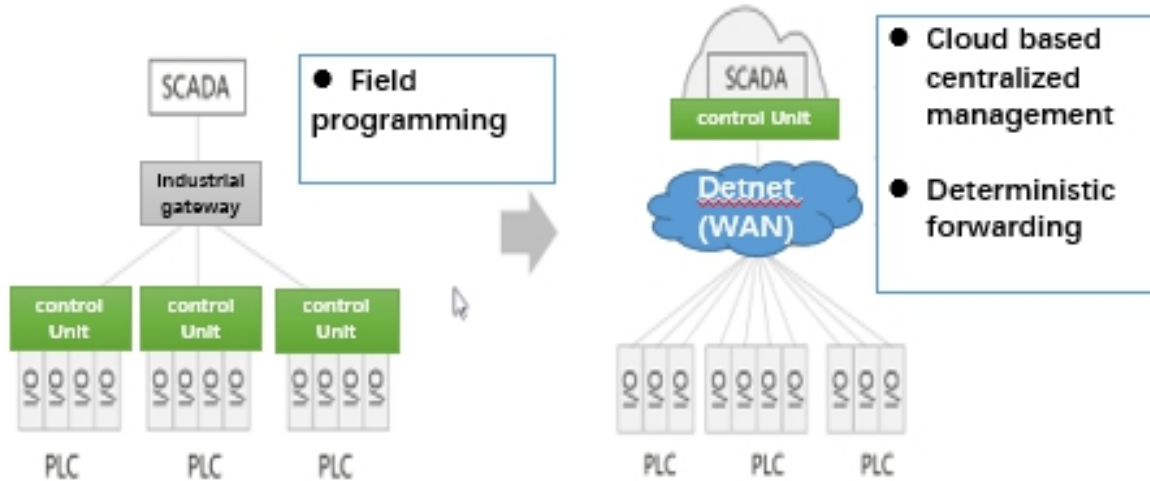 SCADA
Industrial
gateway
control
Unit
control
Unit
control
Unit
I/O I/O I/O I/O
I/O I/O I/O I/O
I/O I/O I/O I/O
PLC
PLC
PLC
● Field
programming
SCADA
control Unit
Detnet
(WAN)
I/O I/O I/O
I/O I/O I/O I/O
I/O I/O I/O
PLC
PLC
PLC
● Cloud based
centralized
management
● Deterministic
forwarding